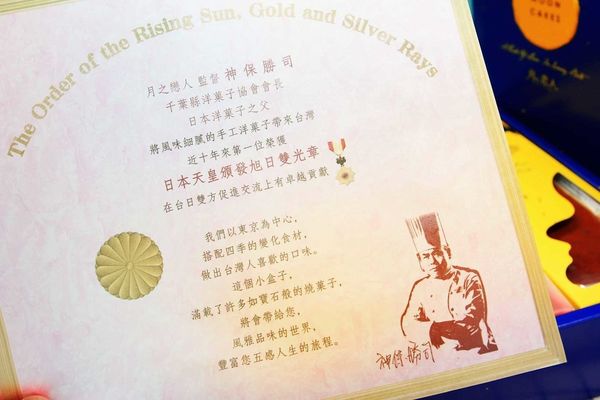 The Order of the Rising Sun, Gold and Silver Rays
月之戀人 監督 神保勝司
千葉縣洋菓子協會會長
日本洋菓子之父
將風味細膩的手工洋菓子帶來台灣
近十年來第一位榮獲
日本天皇頒發旭日雙光章
在台日雙方促進交流上有卓越貢獻
我們以東京為中心,
搭配四季的變化食材,
做出台灣人喜歡的口味。
這個小盒子,
滿載了許多如寶石般的燒菓子,
將會帶給您,
風雅品味的世界,
豐富您五感人生的旅程。
神保勝司
MOON
CAKES